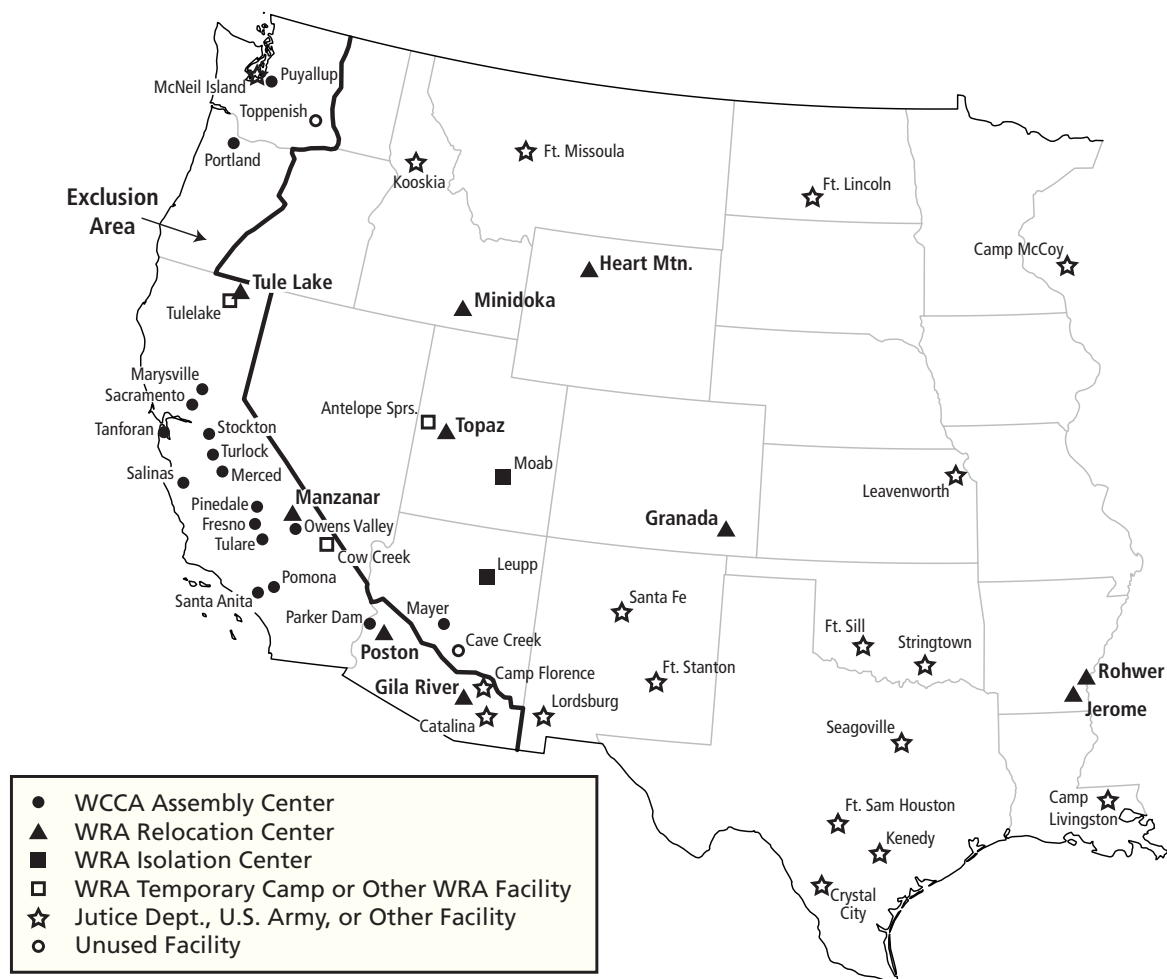 Puyallup
McNeil Island
Toppenish
Portland
Kooskia
Ft. Missoula
Ft. Lincoln
Camp McCoy
Exclusion
Area
Heart Mtn.
Tule Lake
Tulelake
Minidoka
Marysville
Sacramento
Antelope Sprs.
Topaz
Tanforan
Stockton
Turlock
Merced
Salinas
Moab
Leavenworth
Pinedale
Manzanar
Fresno
Owens Valley
Tulare
Cow Creek
Granada
Leupp
Pomona
Santa Anita
Santa Fe
Parker Dam
Mayer
Ft. Sill
Stringtown
Poston
Cave Creek
Camp Florence
Ft. Stanton
Rohwer
Gila River
Jerome
Catalina
Lordsburg
Seagoville
Camp
Livingston
Ft. Sam Houston
Kenedy
Crystal
City
WCCA Assembly Center
WRA Relocation Center
WRA Isolation Center
WRA Temporary Camp or Other WRA Facility
Jutice Dept., U.S. Army, or Other Facility
Unused Facility